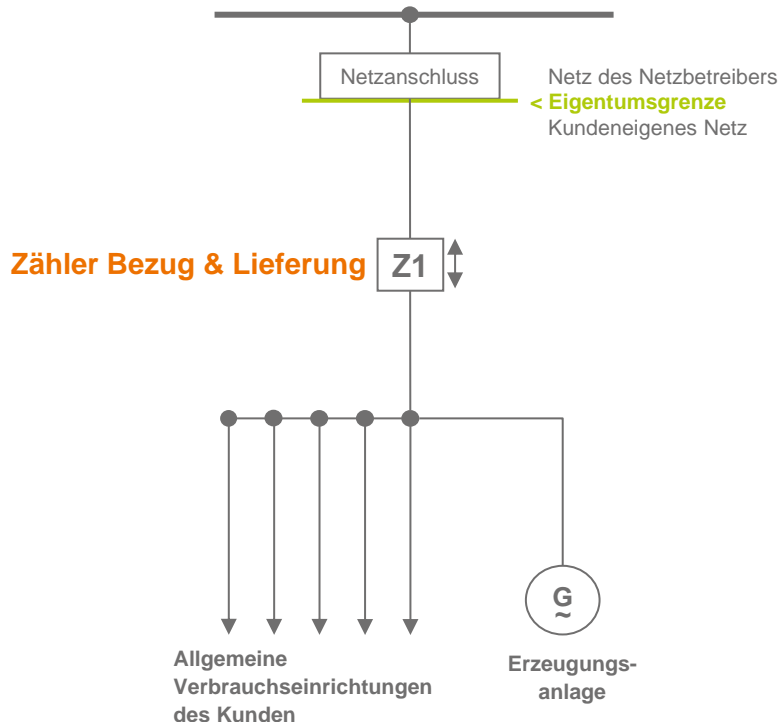 Netzanschluss
Netz des Netzbetreibers
< Eigentumsgrenze
Kundeneigenes Netz
Zähler Bezug & Lieferung
Z1
G
~
Allgemeine
Verbrauchseinrichtungen
des Kunden
Erzeugungs-
anlage